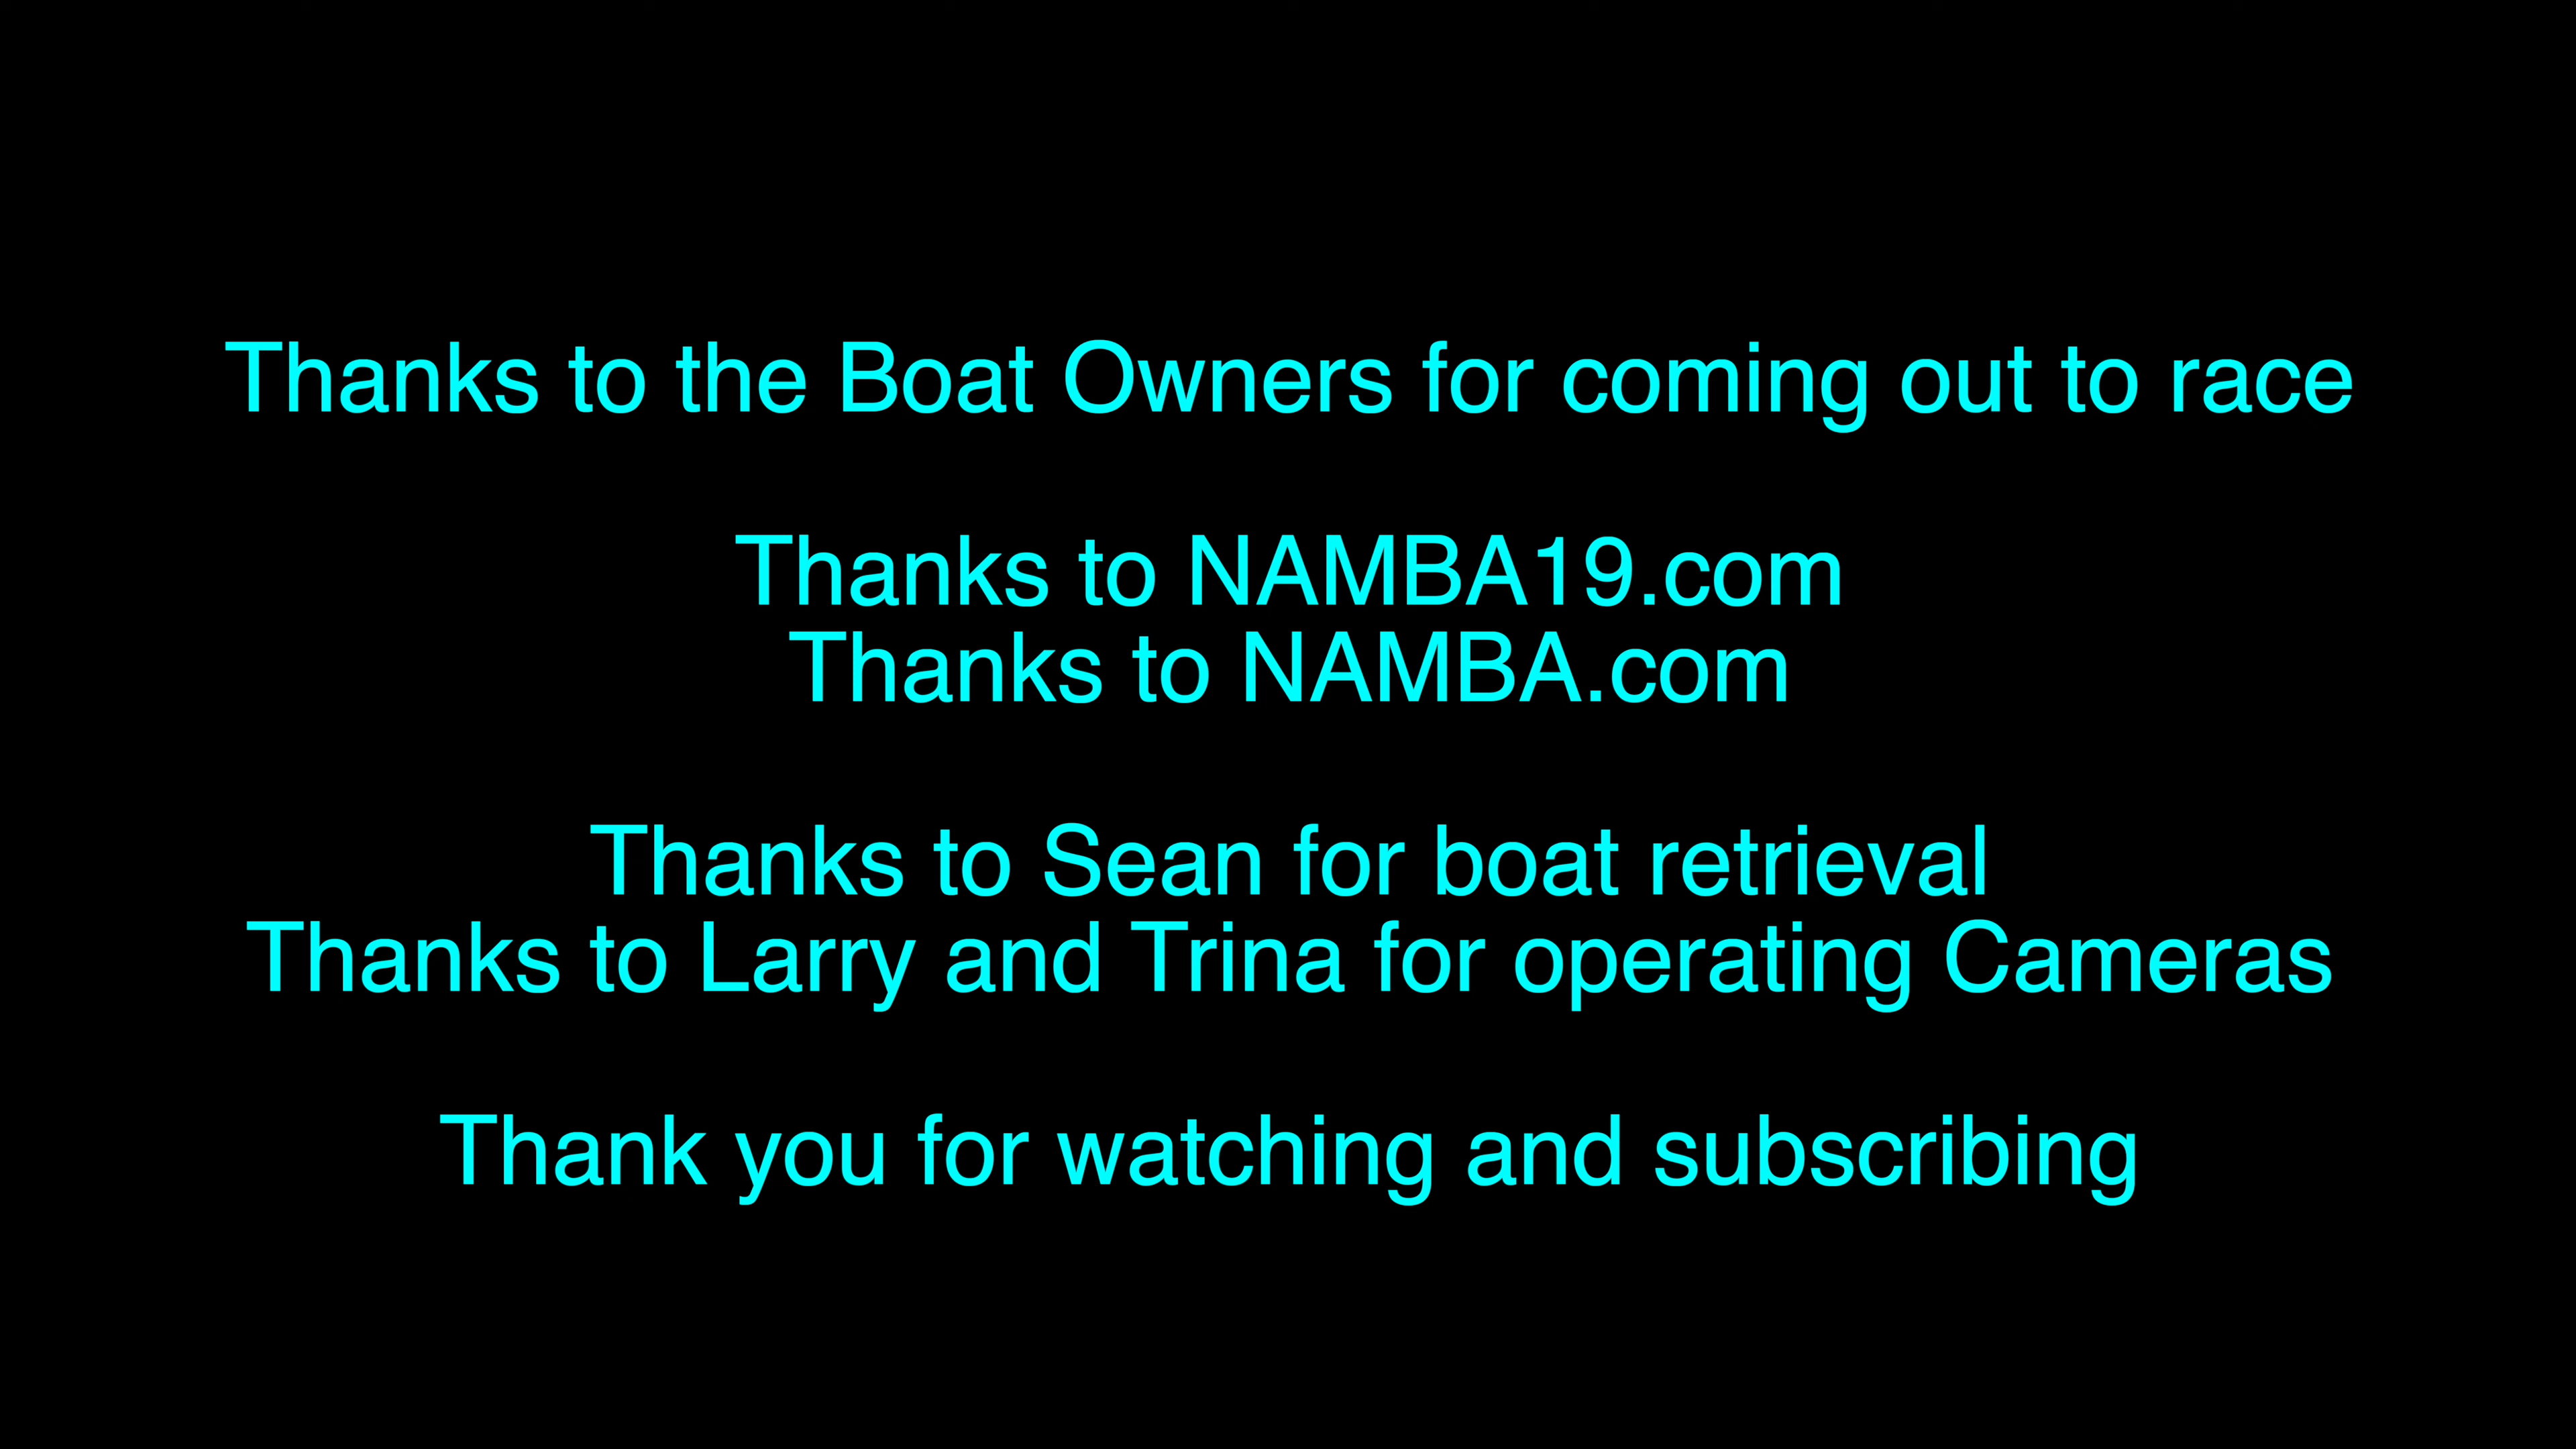 Thanks to the Boat Owners for coming out to race
Thanks to NAMBA19.com
Thanks to NAMBA.com
Thanks to Sean for boat retrieval
Thanks to Larry and Trina for operating Cameras
Thank you for watching and subscribing